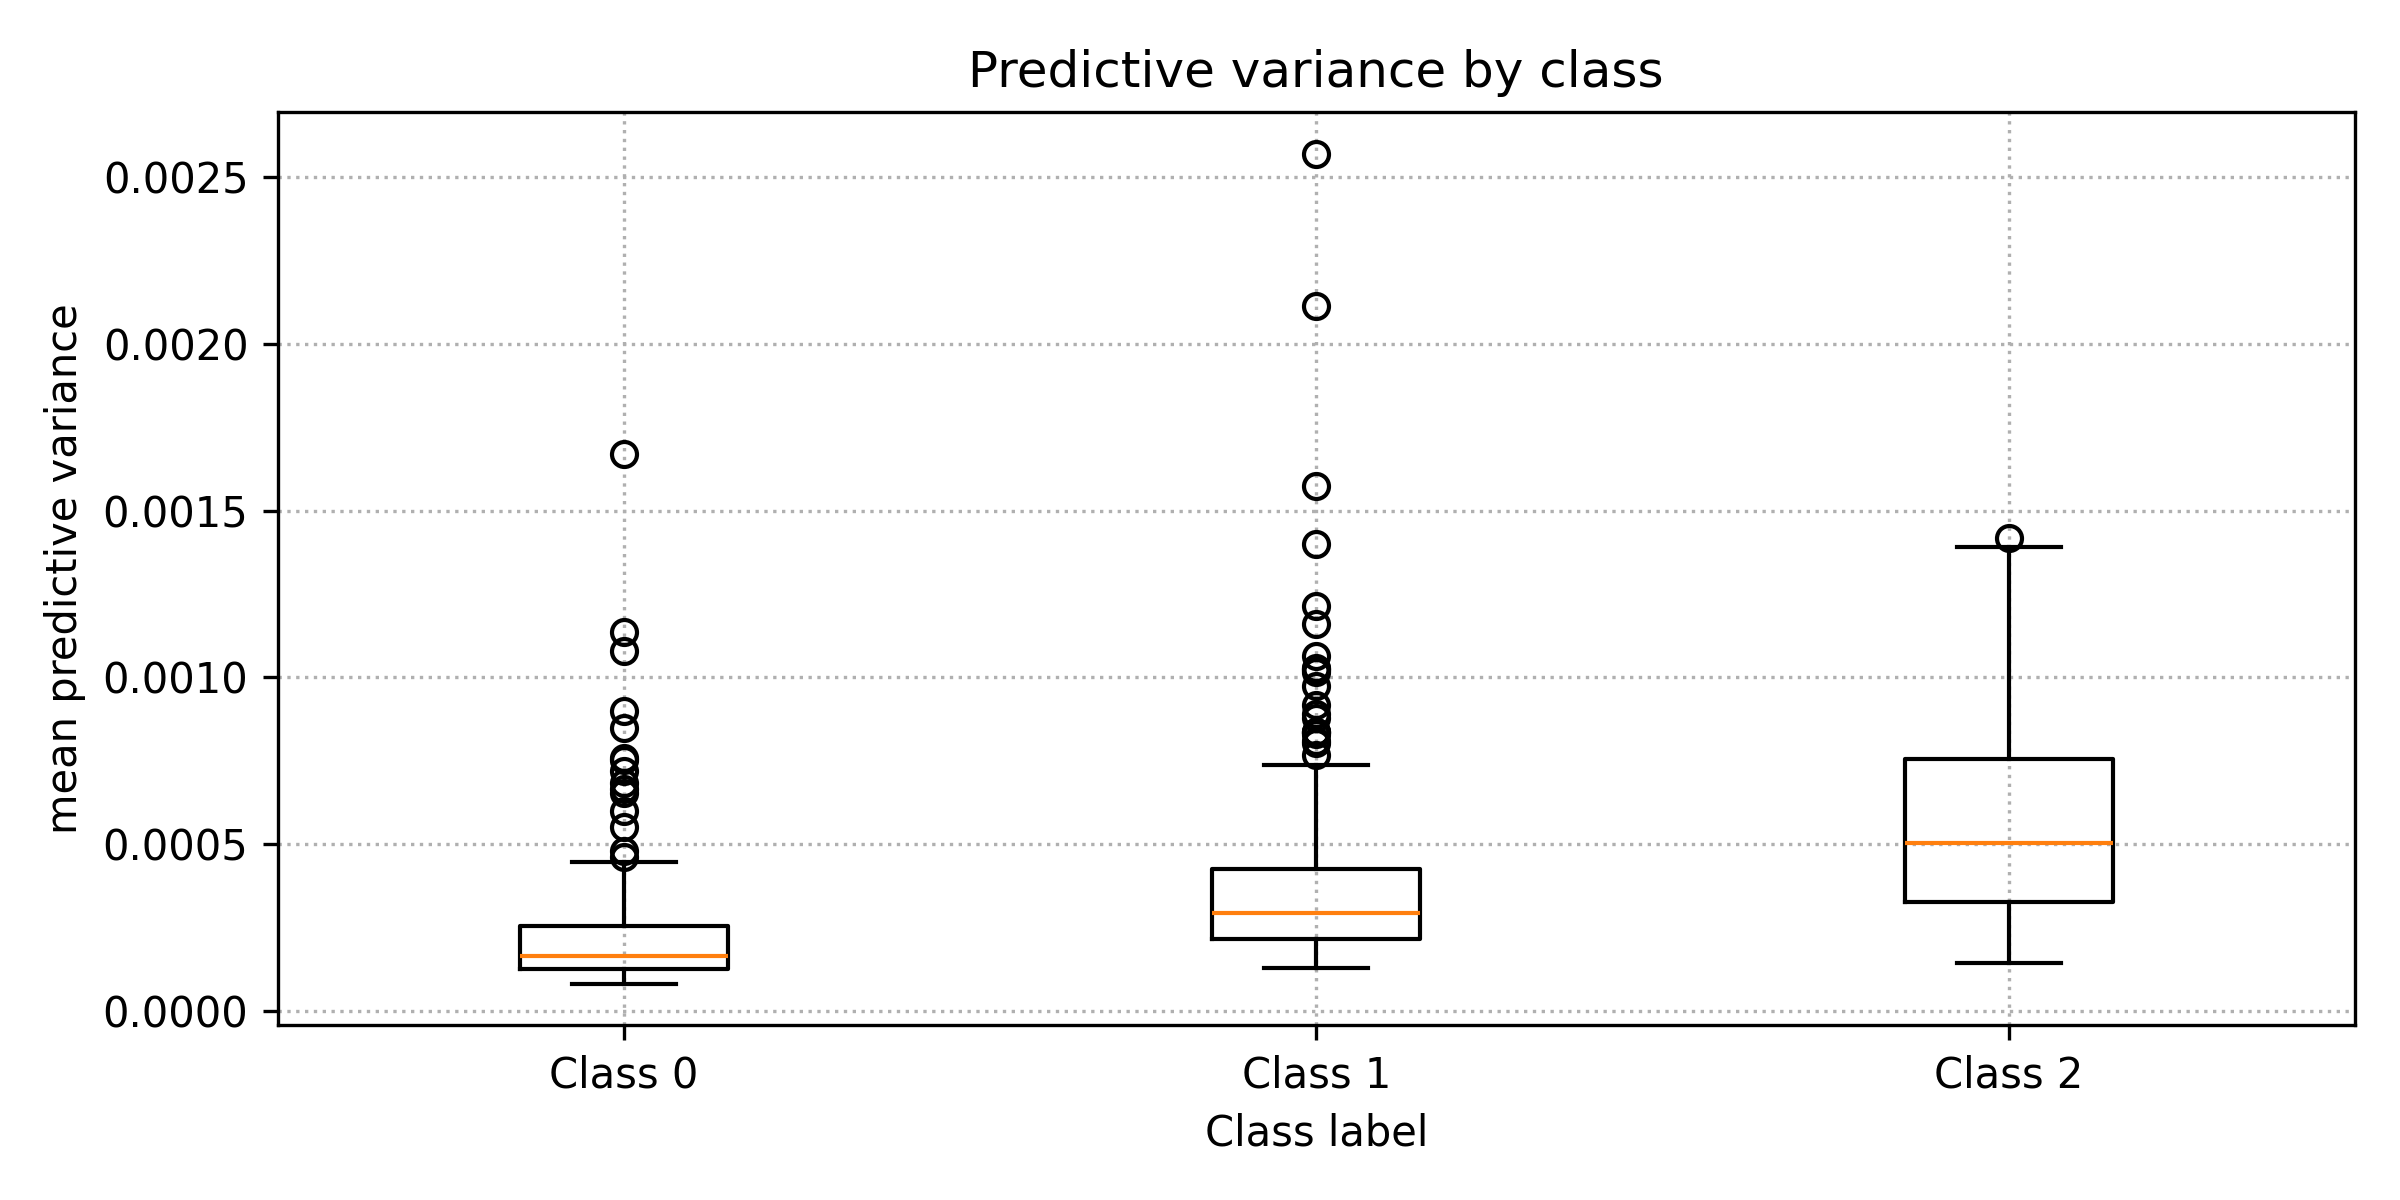 Predictive variance by class
mean predictive variance
0.0025
0.0020
0.0015
0.0010
0.0005
0.0000
Class 0 Class 1 Class 2
Class label